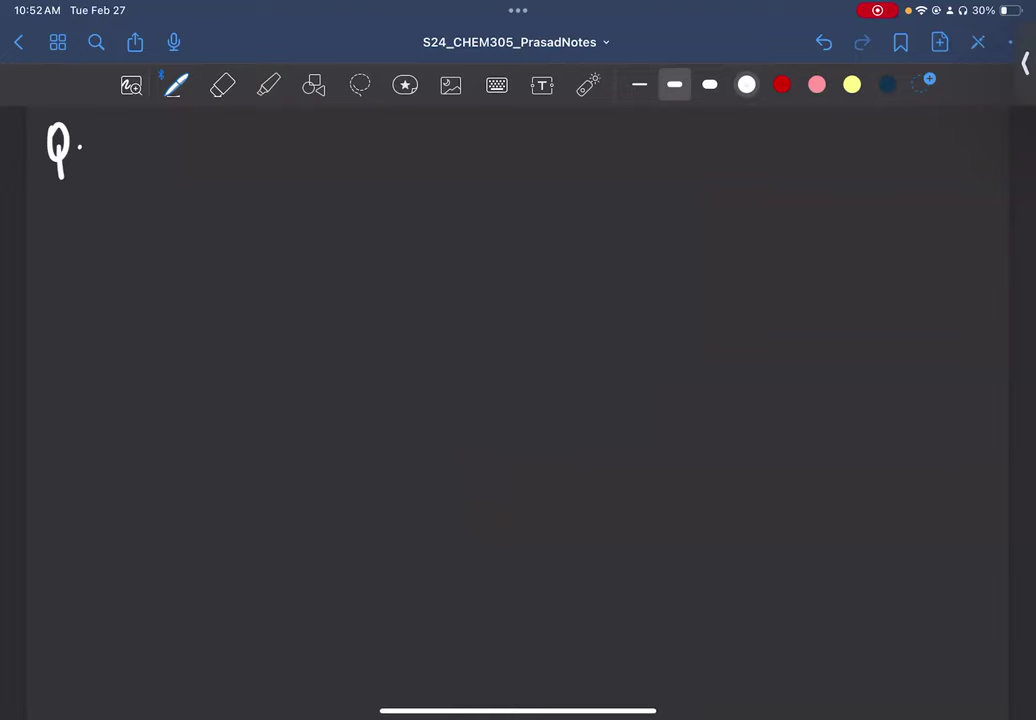 10:52 AM Tue Feb 27
30%
S24_CHEM305_PrasadNotes
T
Q.